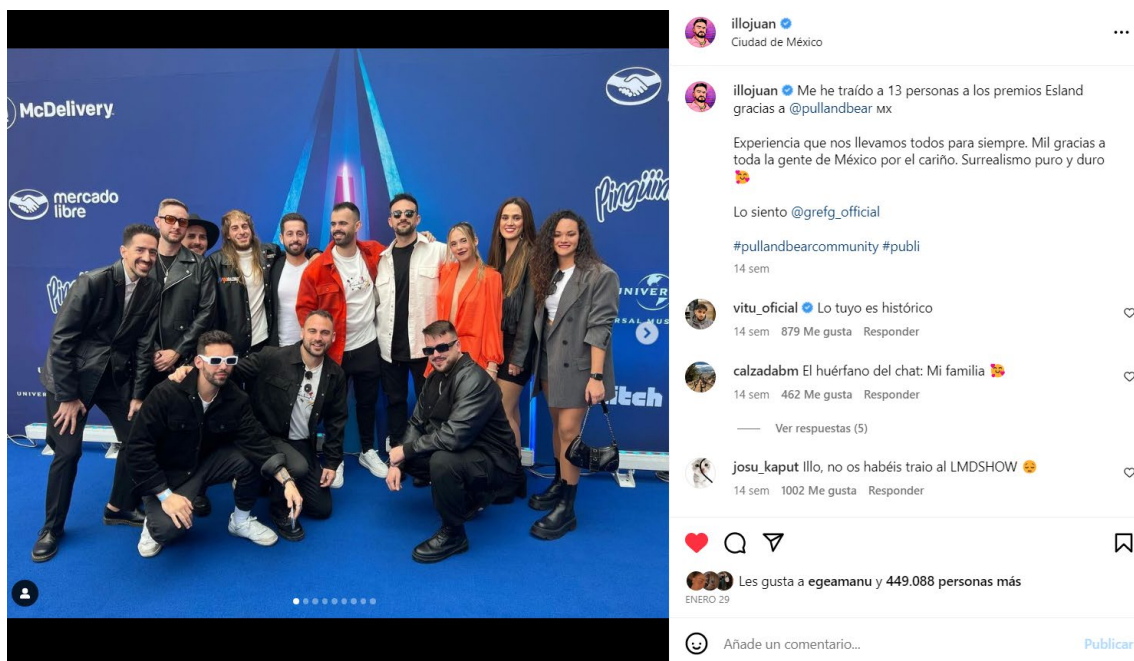 McDelivery
mercado
libre
Pingüin
UNIVER
RSAL MUS
UNIVE
itch
illojuan
Ciudad de México
illojuan Me he traído a 13 personas a los premios Esland
gracias a @pullandbear MX
Experiencia que nos llevamos todos para siempre. Mil gracias a
toda la gente de México por el cariño. Surrealismo puro y duro
🥰
Lo siento @grefg_official
#pullandbearcommunity #publi
14 sem
vitu_oficial Lo tuyo es histórico
14 sem 879 Me gusta Responder
calzadabm El huérfano del chat: Mi familia 🥰
14 sem 462 Me gusta Responder
Ver respuestas (5)
josu_kaput Illo, no os habéis traio al LMDSHOW 😔
14 sem 1002 Me gusta Responder
Les gusta a egeamanu y 449.088 personas más
ENERO 29
Añade un comentario...
Publicar